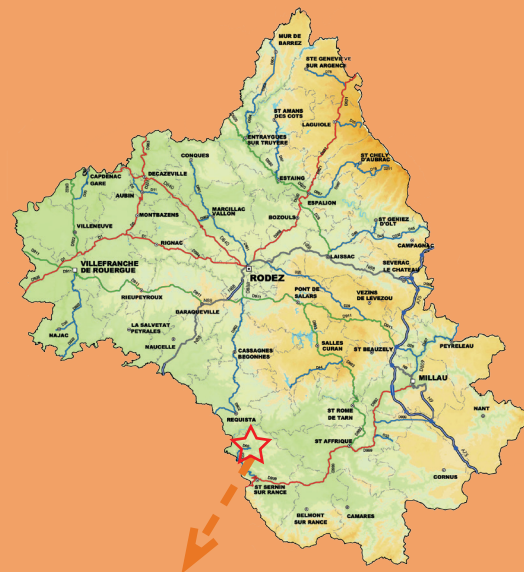 MUR DE
BARREZ
STE GENEVIEVE
SUR ARGENCE
ST AMANS
DES COTS
LAGUIOLE
ENTRAYGUES
SUR TRUYÈRE
CONQUES
ST CHELY
D'AUBRAC
CAPDENAC
GARE
DECAZEVILLE
ESTAING
AUBIN
ESPALION
MARCILLAC
VALLON
MONTBAZENS
BOZOULS
ST GENIEZ
D'OLT
VILLENEUVE
RIGNAC
CAMPAGNAC
LAISSAC
SEVERAC
LE CHATEAU
VILLEFRANCHE
DE ROUERGUE
RODEZ
RIEUPEYROUX
PONT DE
SALARS
VEZINS
DE LEVEZOU
BARAQUEVILLE
LA SALVETAT
PEYRALES
NAJAC
NAUCELLE
CASSAGNES
BEGONHES
SALLES
CURAN
ST BEAUZELY
PEYRELEAU
MILLAU
ST ROME
DE TARN
NANT
REQUISTA
ST AFFRIQUE
CORNUS
ST SERNIN
SUR RANCE
BELMONT
SUR RANCE
CAMARES